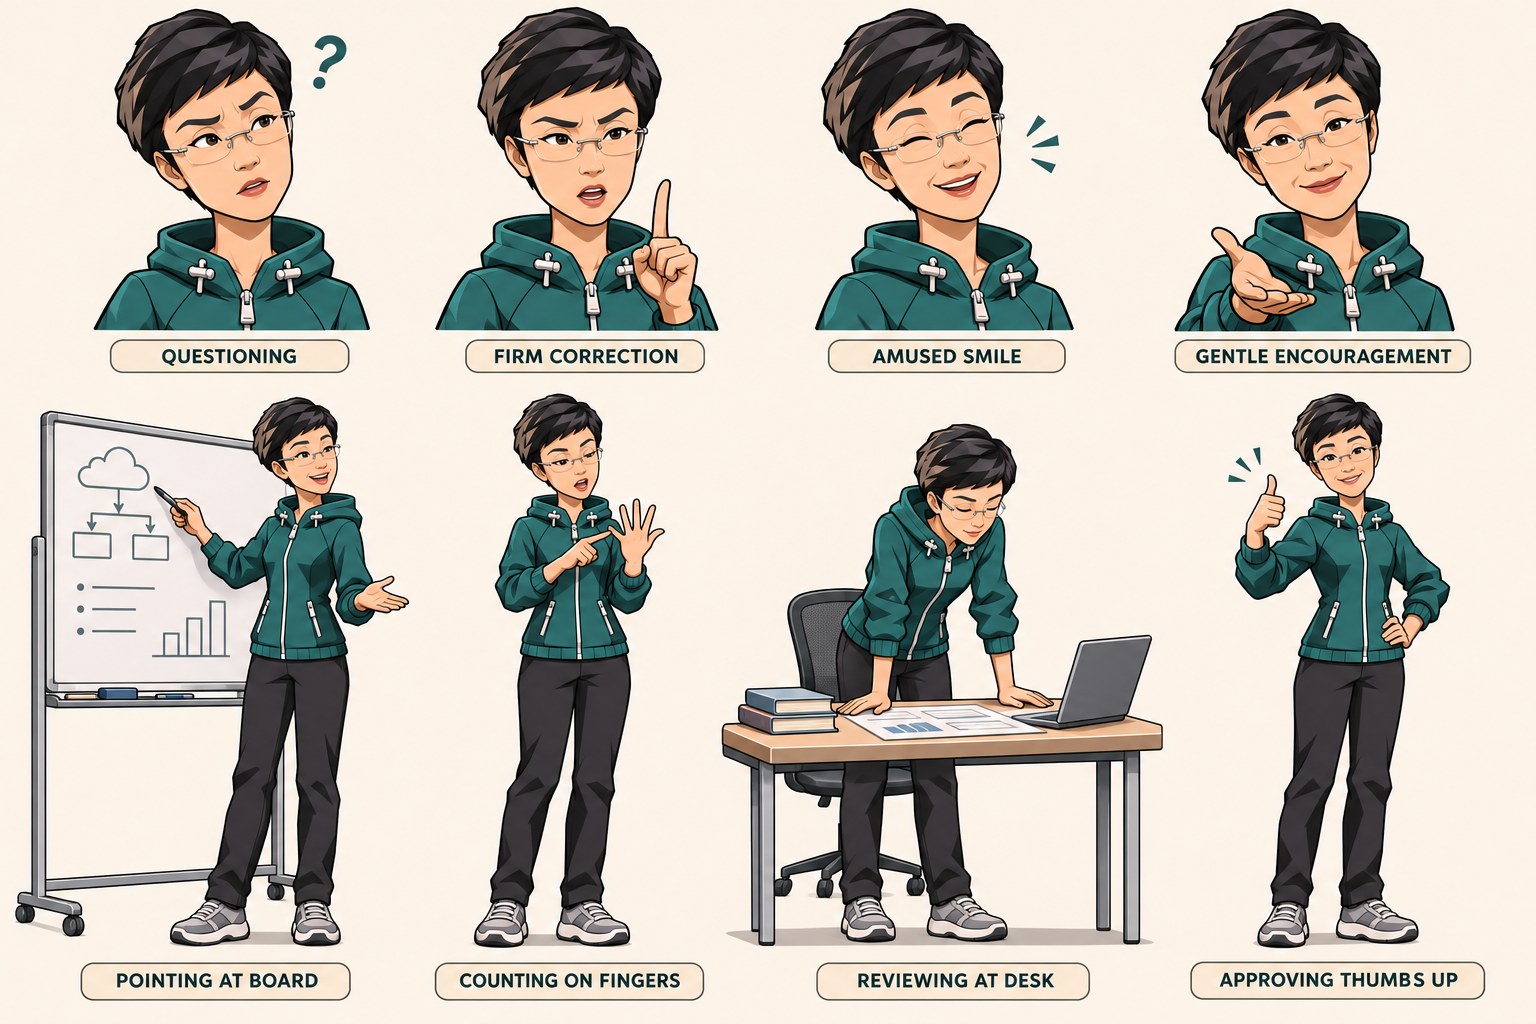 ?
QUESTIONING
FIRM CORRECTION
AMUSED SMILE
GENTLE ENCOURAGEMENT
POINTING AT BOARD
COUNTING ON FINGERS
REVIEWING AT DESK
APPROVING THUMBS UP